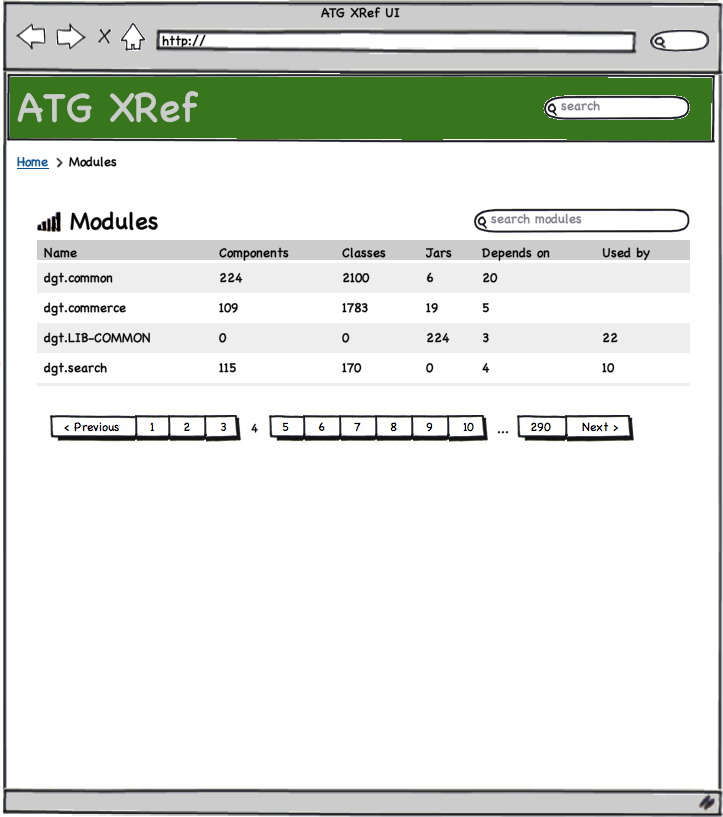 ATG XRef UI
http://
ATG XRef
search
Home > Modules
Modules
search modules
Name Components Classes Jars Depends on Used by
dgt.common 224 2100 6 20
dgt.commerce 109 1783 19 5
dgt.LIB-COMMON 0 0 224 3 22
dgt.search 115 170 0 4 10
< Previous 1 2 3 4 5 6 7 8 9 10 ... 290 Next >